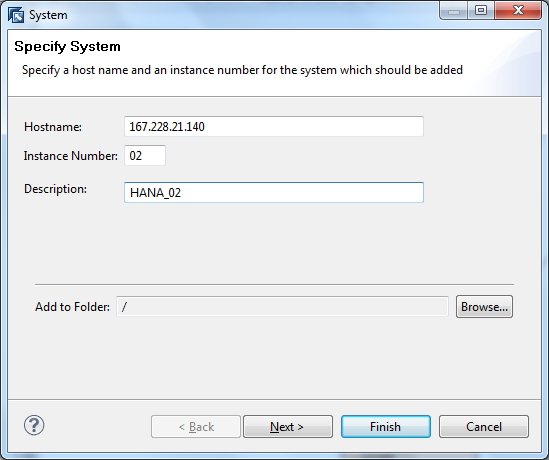 System
Specify System
Specify a host name and an instance number for the system which should be added
Hostname: 167.228.21.140
Instance Number: 02
Description: HANA_02
Add to Folder: / Browse...
? < Back Next > Finish Cancel